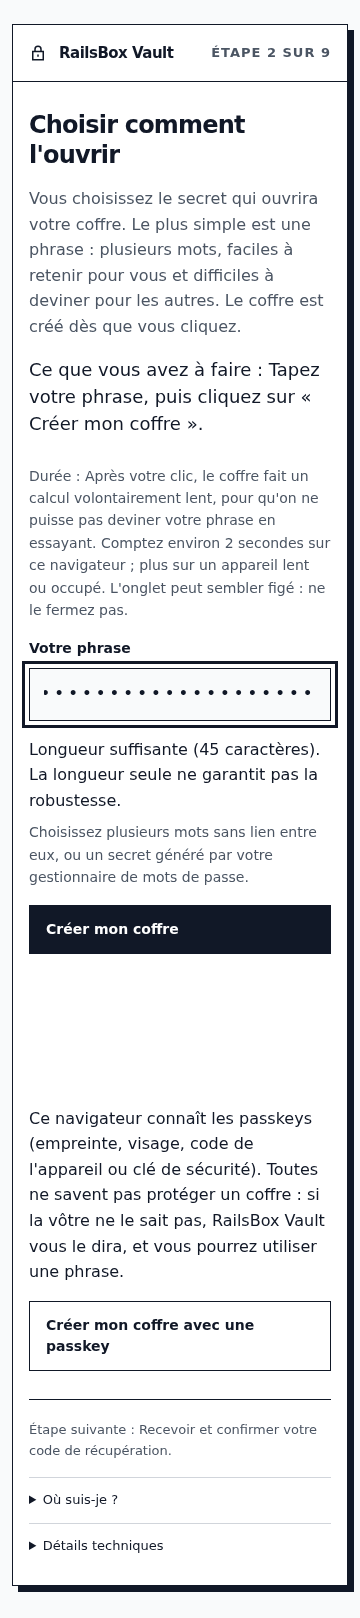 RailsBox Vault
ÉTAPE 2 SUR 9
Choisir comment
l'ouvrir
Vous choisissez le secret qui ouvrira
votre coffre. Le plus simple est une
phrase : plusieurs mots, faciles à
retenir pour vous et difficiles à
deviner pour les autres. Le coffre est
créé dès que vous cliquez.
Ce que vous avez à faire : Tapez
votre phrase, puis cliquez sur «
Créer mon coffre ».
Durée : Après votre clic, le coffre fait un
calcul volontairement lent, pour qu'on ne
puisse pas deviner votre phrase en
essayant. Comptez environ 2 secondes sur
ce navigateur ; plus sur un appareil lent
ou occupé. L'onglet peut sembler figé : ne
le fermez pas.
Votre phrase
Longueur suffisante (45 caractères).
La longueur seule ne garantit pas la
robustesse.
Choisissez plusieurs mots sans lien entre
eux, ou un secret généré par votre
gestionnaire de mots de passe.
Créer mon coffre
Ce navigateur connaît les passkeys
(empreinte, visage, code de
l'appareil ou clé de sécurité). Toutes
ne savent pas protéger un coffre : si
la vôtre ne le sait pas, RailsBox Vault
vous le dira, et vous pourrez utiliser
une phrase.
Créer mon coffre avec une
passkey
Étape suivante : Recevoir et confirmer votre
code de récupération.
Où suis-je ?
Détails techniques